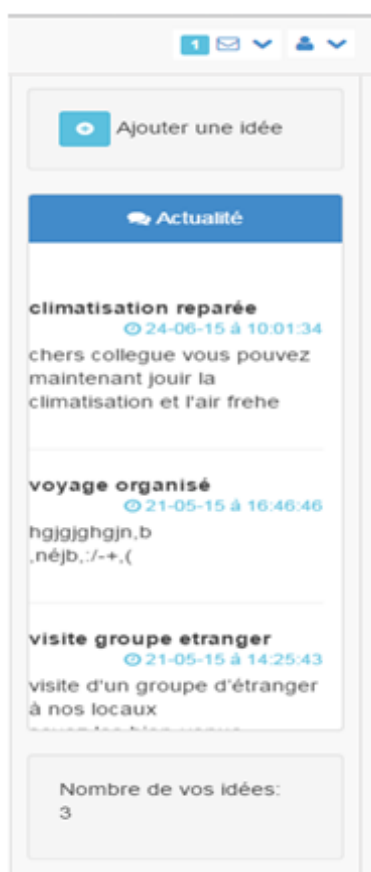 1
Ajouter une idée
Actualité
climatisation reparée
24-06-15 à 10:01:34
chers collegue vous pouvez
maintenant jouir la
climatisation et l'air frehe
voyage organisé
21-05-15 à 16:46:46
hgjgjghgjn,b
,néjb,:/-+,(
visite groupe etranger
21-05-15 à 14:25:43
visite d'un groupe d'étranger
à nos locaux
Nombre de vos idées:
3